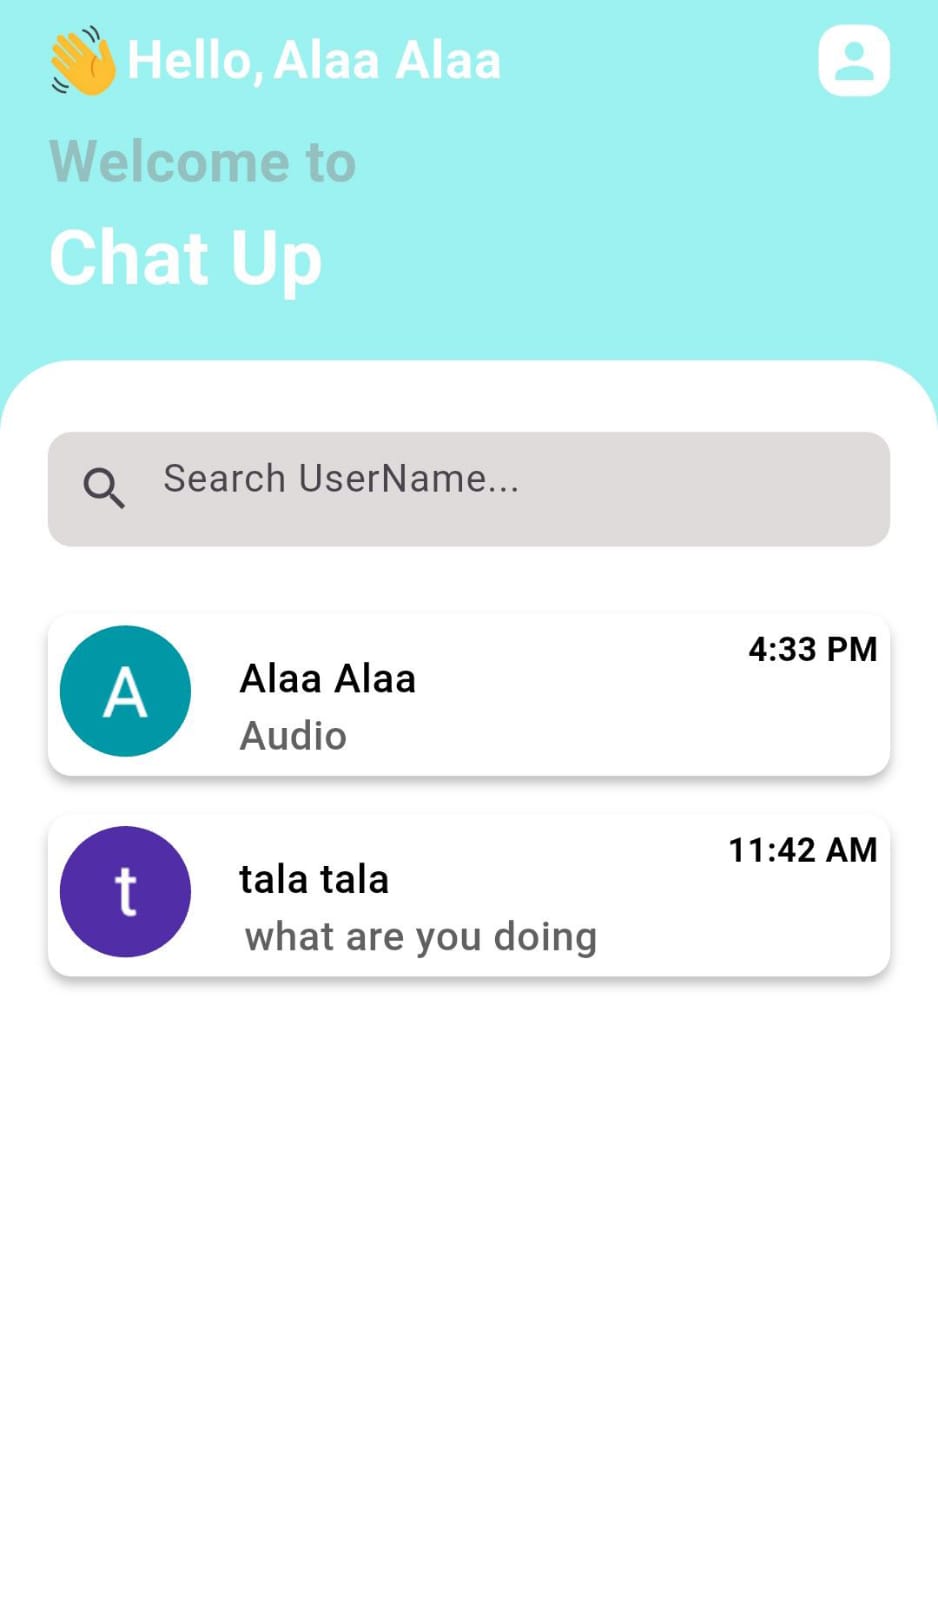 👋Hello, Alaa Alaa
Welcome to
Chat Up
Search UserName...
4:33 PM
A
Alaa Alaa
Audio
11:42 AM
t
tala tala
what are you doing